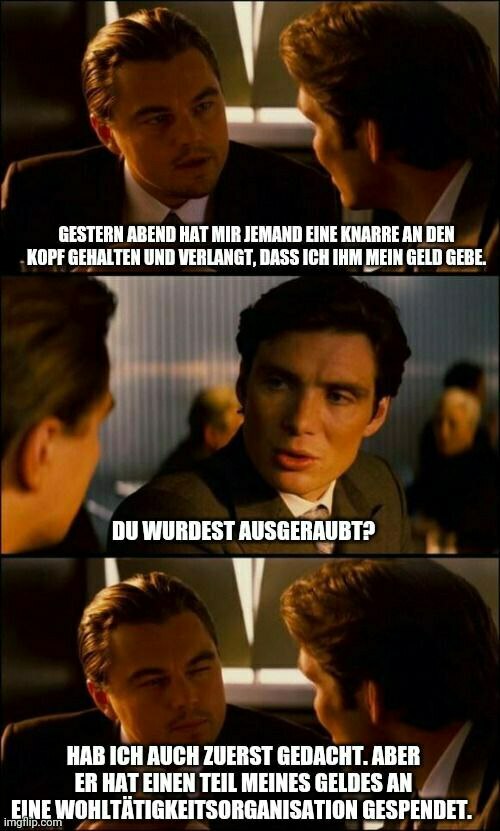 GESTERN ABEND HAT MIR JEMAND EINE KNARRE AN DEN
KOPF GEHALTEN UND VERLANGT, DASS ICH IHM MEIN GELD GEBE.
DU WURDEST AUSGERAUBT?
HAB ICH AUCH ZUERST GEDACHT. ABER
ER HAT EINEN TEIL MEINES GELDES AN
EINE WOHLTÄTIGKEITSORGANISATION GESPENDET.
imgflip.com